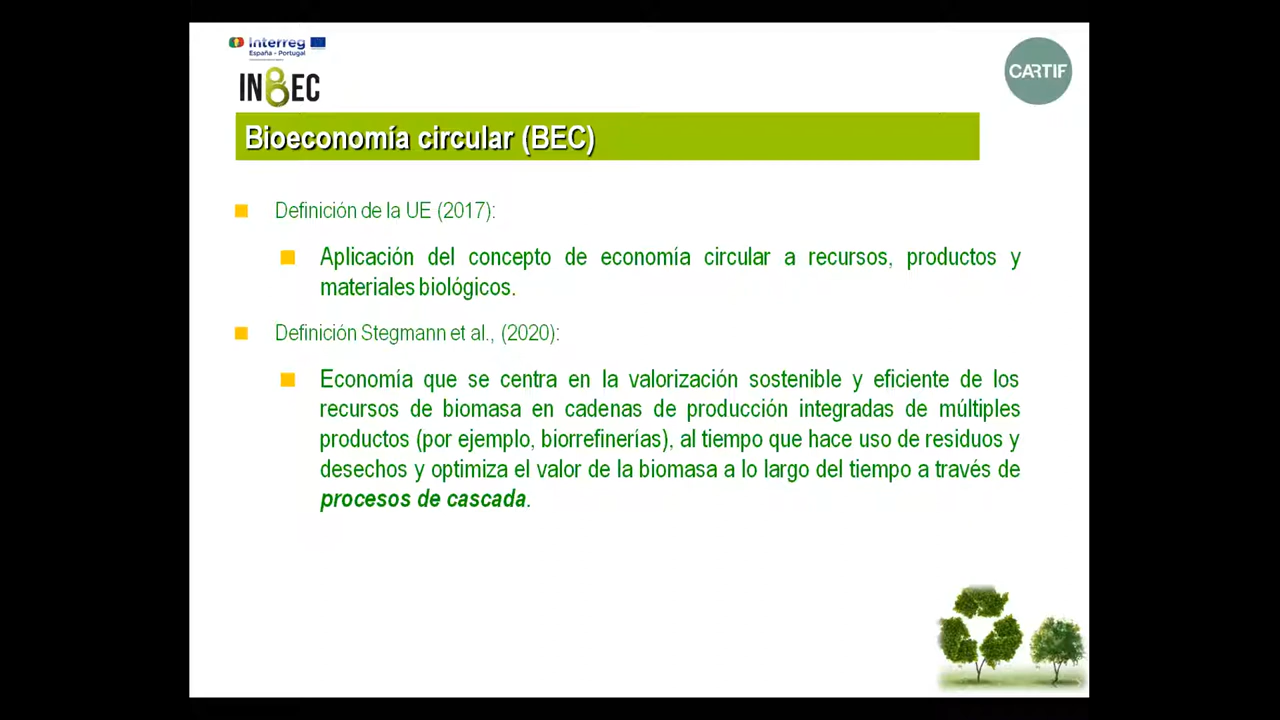 Interreg
España - Portugal
INBEC
CARTIF
Bioeconomía circular (BEC)
Definición de la UE (2017):
Aplicación del concepto de economía circular a recursos, productos y
materiales biológicos.
Definición Stegmann et al., (2020):
Economía que se centra en la valorización sostenible y eficiente de los
recursos de biomasa en cadenas de producción integradas de múltiples
productos (por ejemplo, biorrefinerías), al tiempo que hace uso de residuos y
desechos y optimiza el valor de la biomasa a lo largo del tiempo a través de
procesos de cascada.